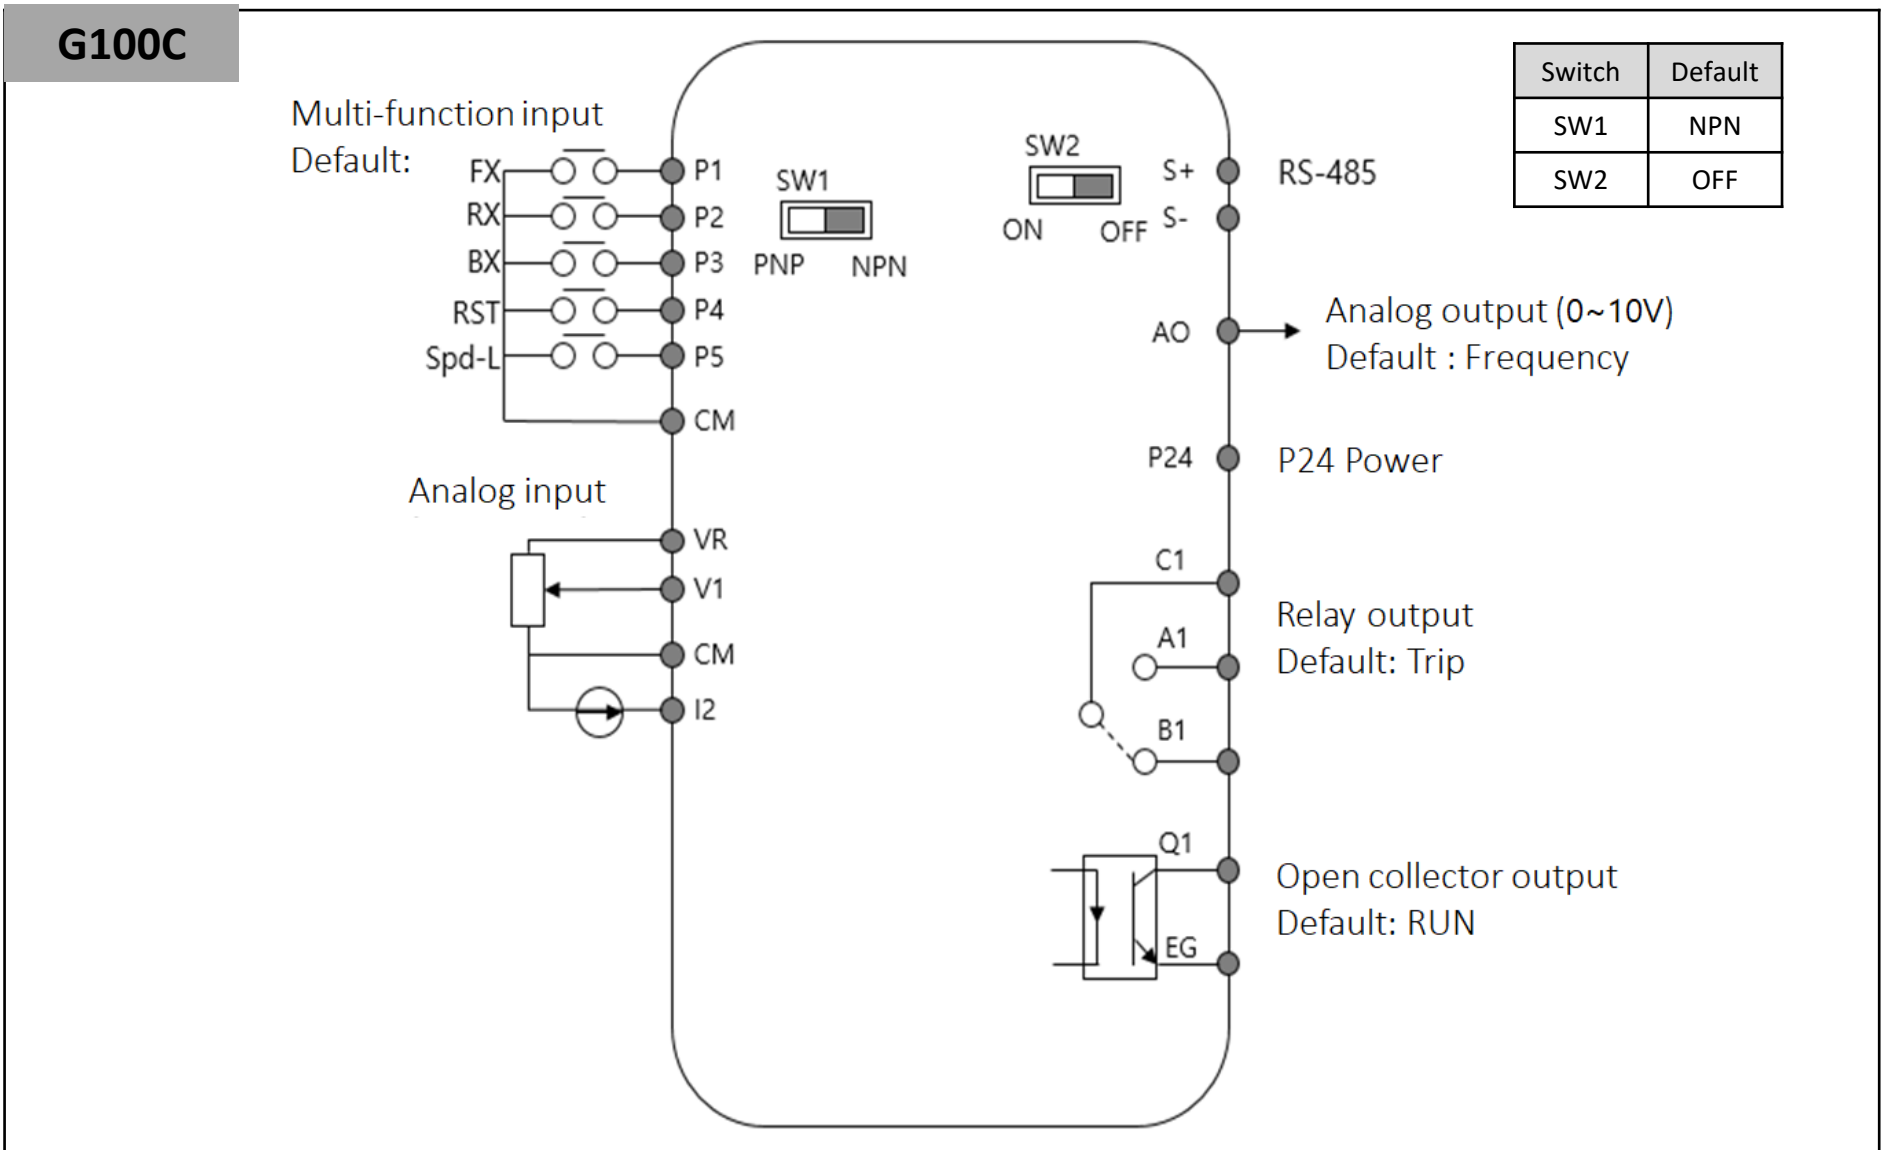 G100C
Multi-function input
Default:
FX
RX
BX
RST
Spd-L
P1
P2
P3
P4
P5
CM
SW1
PNP NPN
SW2
ON OFF
S+
S-
RS-485
Switch Default
SW1 NPN
SW2 OFF
AO
Analog output (0~10V)
Default : Frequency
P24
P24 Power
Analog input
VR
V1
CM
I2
C1
A1
B1
Relay output
Default: Trip
Q1
EG
Open collector output
Default: RUN